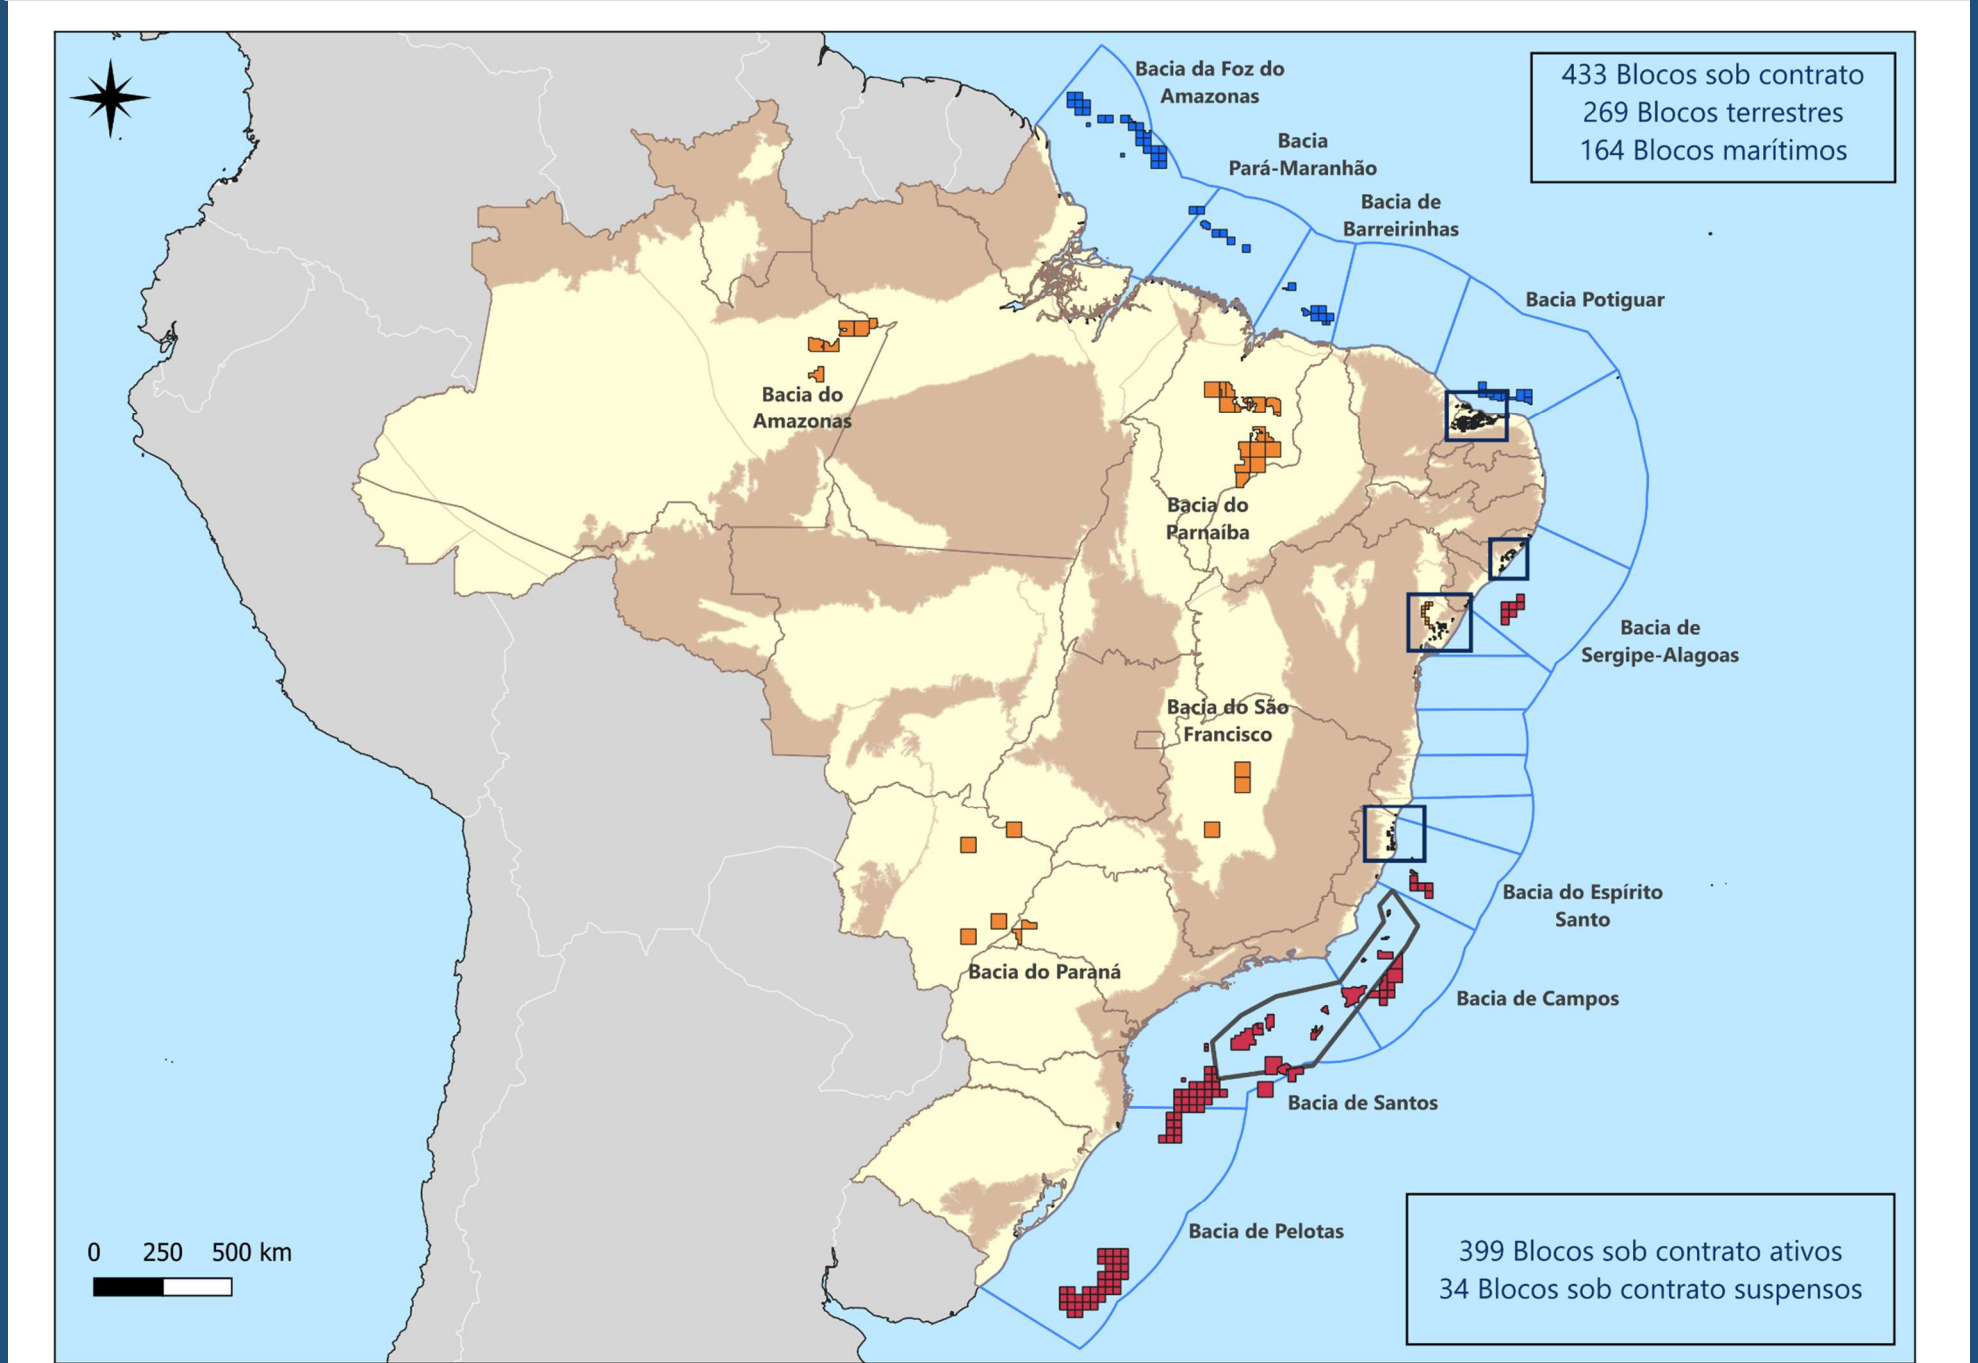 Bacia da Foz do
Amazonas
433 Blocos sob contrato
269 Blocos terrestres
164 Blocos marítimos
Bacia
Pará-Maranhão
Bacia de
Barreirinhas
Bacia Potiguar
Bacia do
Amazonas
Bacia do
Parnaíba
Bacia de
Sergipe-Alagoas
Bacia do São
Francisco
Bacia do Espírito
Santo
Bacia do Paraná
Bacia de Campos
Bacia de Santos
Bacia de Pelotas
0 250 500 km
399 Blocos sob contrato ativos
34 Blocos sob contrato suspensos